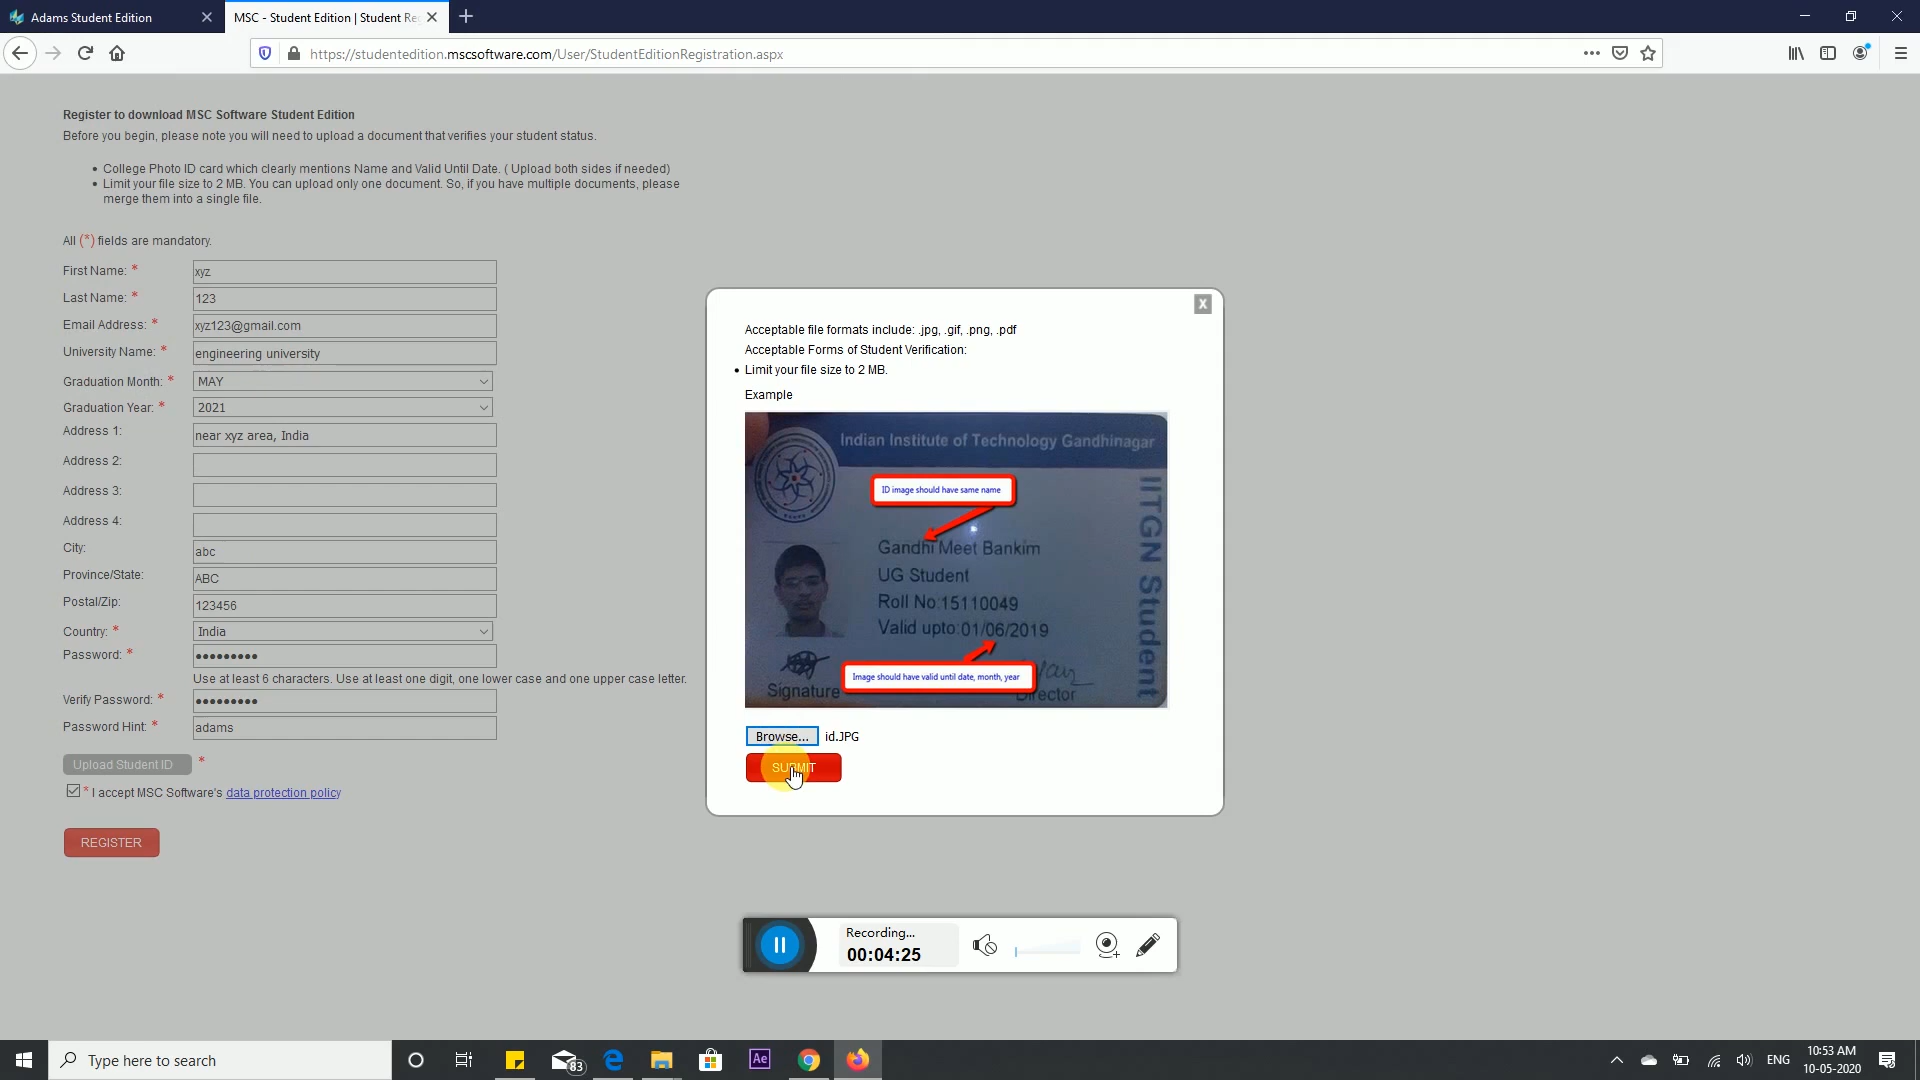 Adams Student Edition
MSC - Student Edition | Student Re
https://studentedition.mscsoftware.com/User/StudentEditionRegistration.aspx
Register to download MSC Software Student Edition
Before you begin, please note you will need to upload a document that verifies your student status.
• College Photo ID card which clearly mentions Name and Valid Until Date. ( Upload both sides if needed)
• Limit your file size to 2 MB. You can upload only one document. So, if you have multiple documents, please
merge them into a single file.
All (*) fields are mandatory.
First Name: * xyz
Last Name: * 123
Email Address: * xyz123@gmail.com
University Name: * engineering university
Graduation Month: * MAY
Graduation Year: * 2021
Address 1: near xyz area, India
Address 2:
Address 3:
Address 4:
City: abc
Province/State: ABC
Postal/Zip: 123456
Country: * India
Password: * •••••••••
Use at least 6 characters. Use at least one digit, one lower case and one upper case letter.
Verify Password: * •••••••••
Password Hint: * adams
Upload Student ID *
* I accept MSC Software's data protection policy
REGISTER
X
Acceptable file formats include: .jpg, .gif, .png, .pdf
Acceptable Forms of Student Verification:
• Limit your file size to 2 MB.
Example
Indian Institute of Technology Gandhinagar
ID image should have same name
Gandhi Meet Bankim
UG Student
Roll No:15110049
Valid upto:01/06/2019
IITGN Student
Image should have valid until date, month, year
Signature
Director
Browse... id.JPG
SUBMIT
Recording...
00:04:25
Type here to search
83
Ae
ENG
10:53 AM
10-05-2020